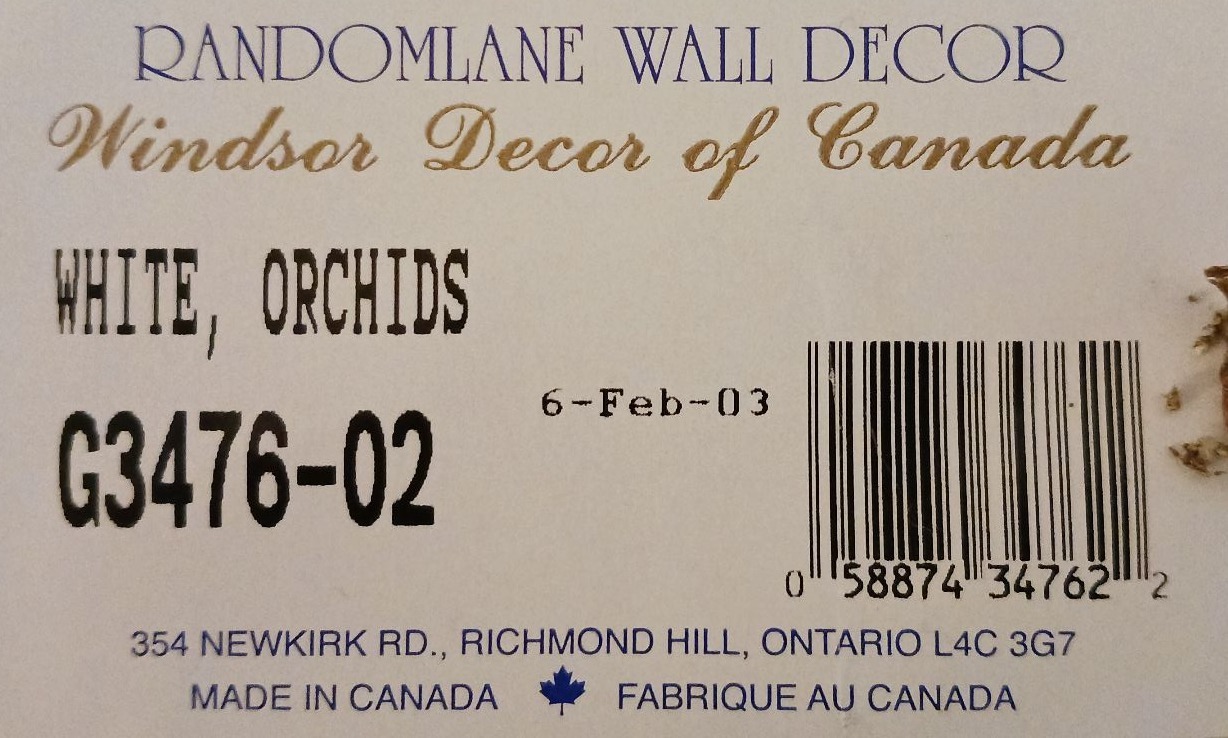 RANDOMLANE WALL DECOR
Windsor Decor of Canada
WHITE, ORCHIDS
G3476-02
6-Feb-03
0 58874 34762 2
354 NEWKIRK RD., RICHMOND HILL, ONTARIO L4C 3G7
MADE IN CANADA FABRIQUE AU CANADA